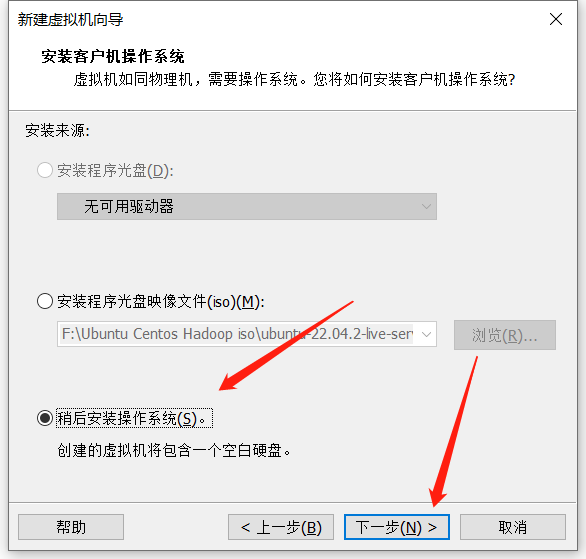 新建虚拟机向导
安装客户机操作系统
虚拟机如同物理机，需要操作系统。您将如何安装客户机操作系统?
安装来源:
安装程序光盘(D):
无可用驱动器
安装程序光盘映像文件(iso)(M):
F:\Ubuntu Centos Hadoop iso\ubuntu-22.04.2-live-serv
浏览(R)...
稍后安装操作系统(S)。
创建的虚拟机将包含一个空白硬盘。
帮助
< 上一步(B)
下一步(N) >
取消